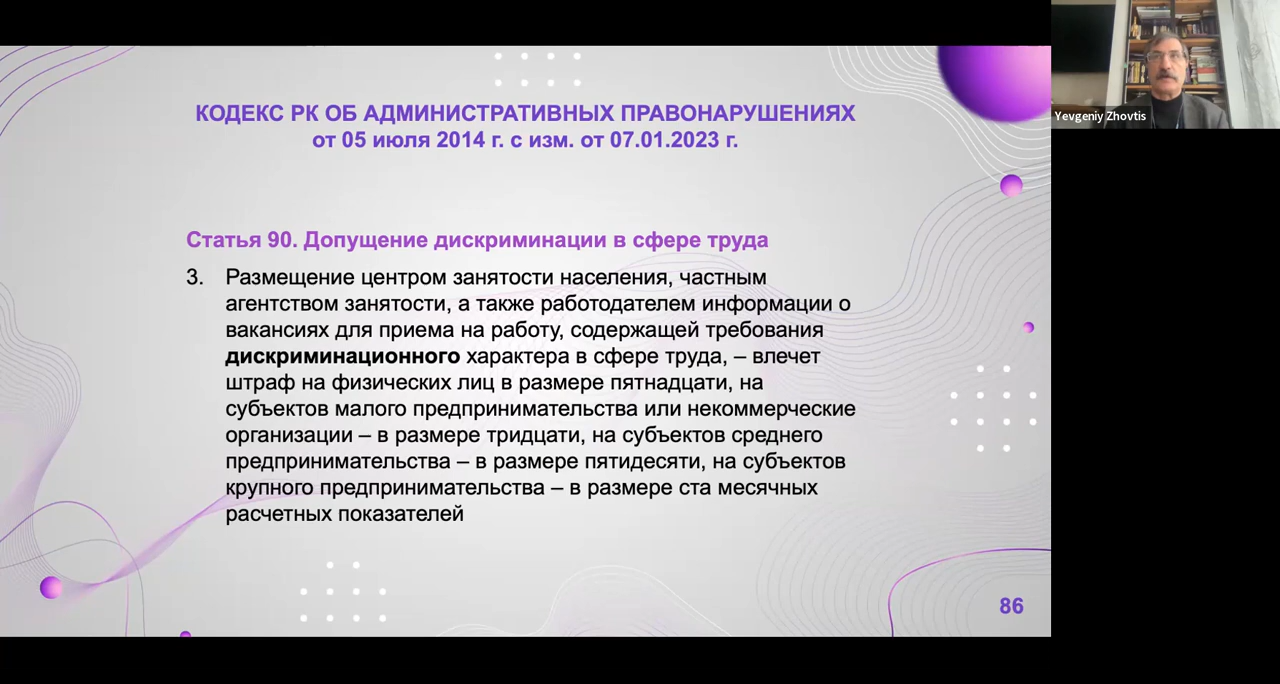 КОДЕКС РК ОБ АДМИНИСТРАТИВНЫХ ПРАВОНАРУШЕНИЯХ
от 05 июля 2014 г. с изм. от 07.01.2023 г.
Статья 90. Допущение дискриминации в сфере труда
3. Размещение центром занятости населения, частным
агентством занятости, а также работодателем информации о
вакансиях для приема на работу, содержащей требования
дискриминационного характера в сфере труда, – влечет
штраф на физических лиц в размере пятнадцати, на
субъектов малого предпринимательства или некоммерческие
организации – в размере тридцати, на субъектов среднего
предпринимательства – в размере пятидесяти, на субъектов
крупного предпринимательства – в размере ста месячных
расчетных показателей
86
Yevgeniy Zhovtis